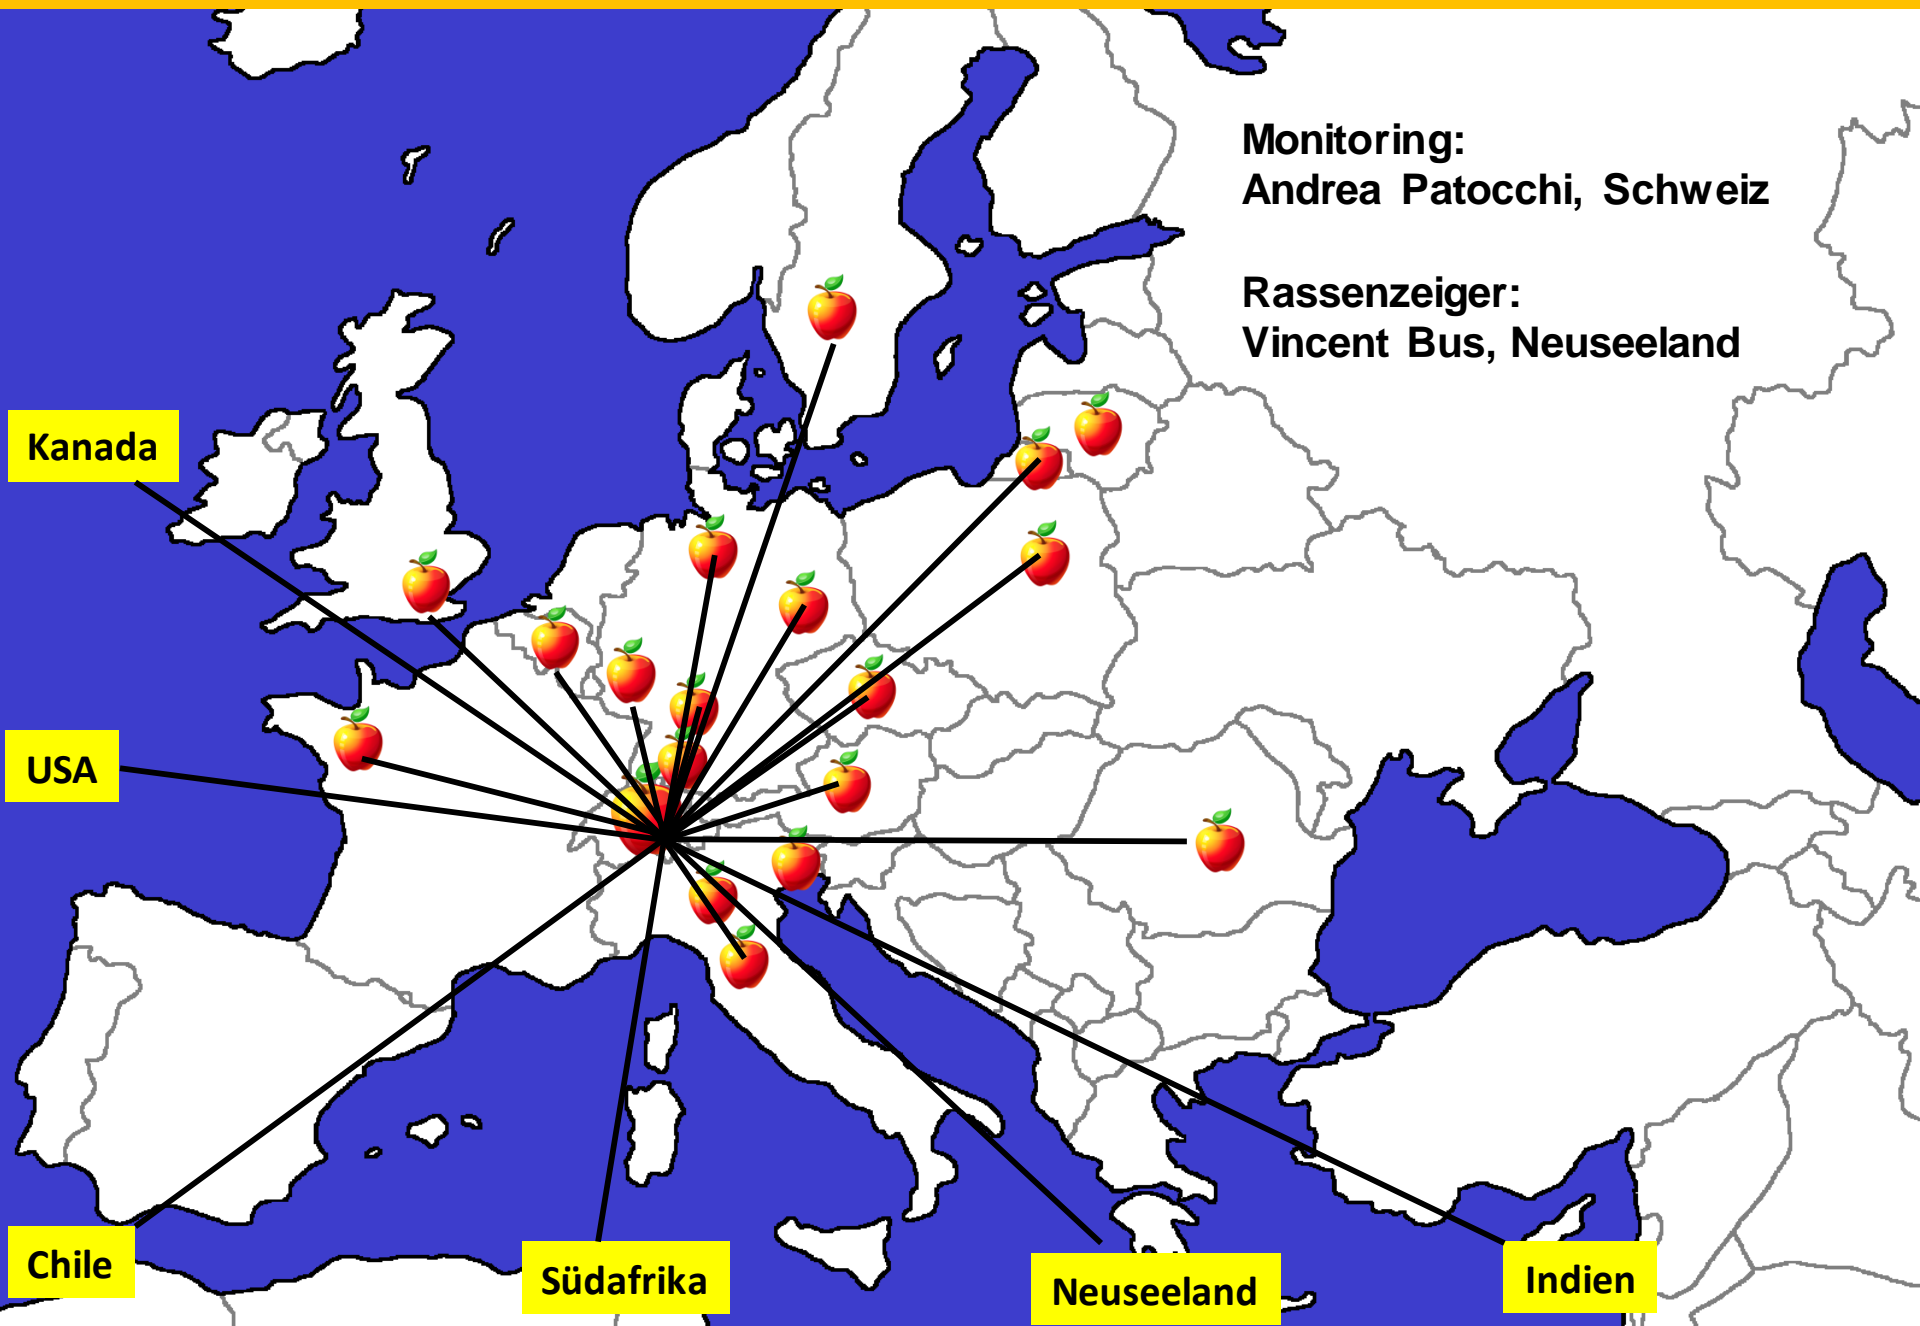 Monitoring:
Andrea Patocchi, Schweiz
Rassenzeiger:
Vincent Bus, Neuseeland
Kanada
USA
Chile
Südafrika
Neuseeland
Indien